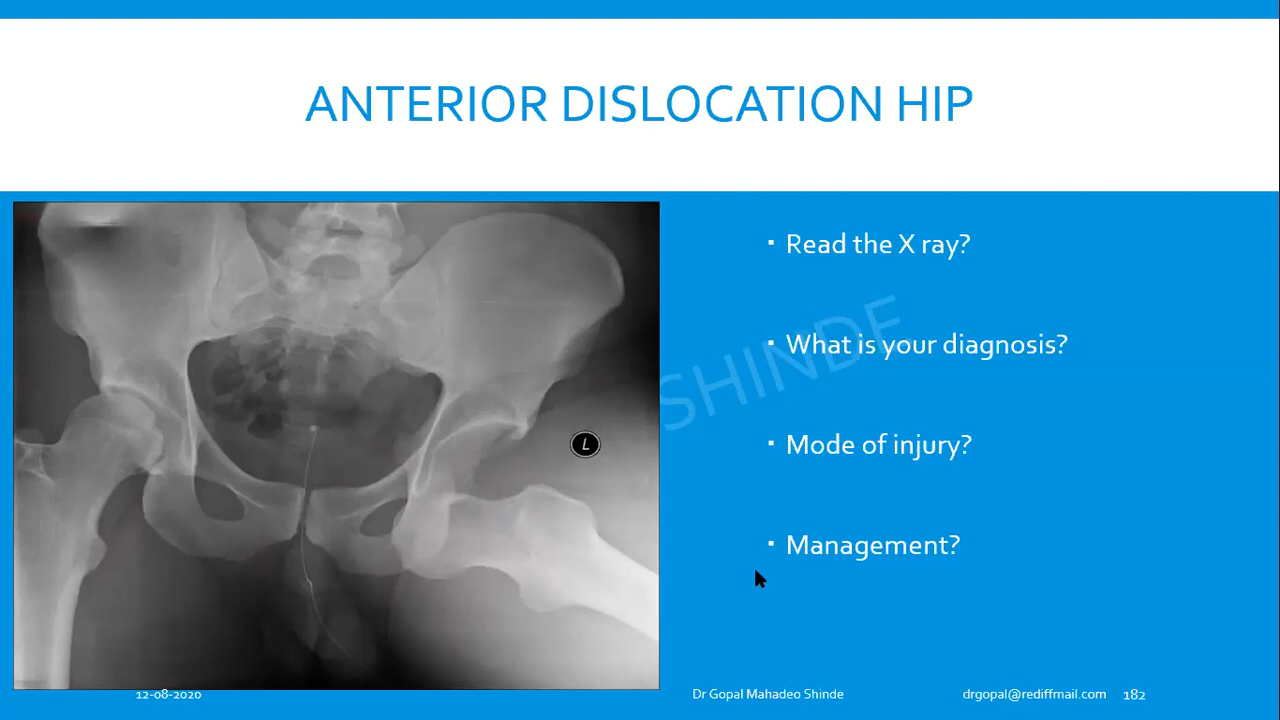 ANTERIOR DISLOCATION HIP
Read the X ray?
What is your diagnosis?
SHINDE
Mode of injury?
L
Management?
12-08-2020
Dr Gopal Mahadeo Shinde
drgopal@rediffmail.com
182